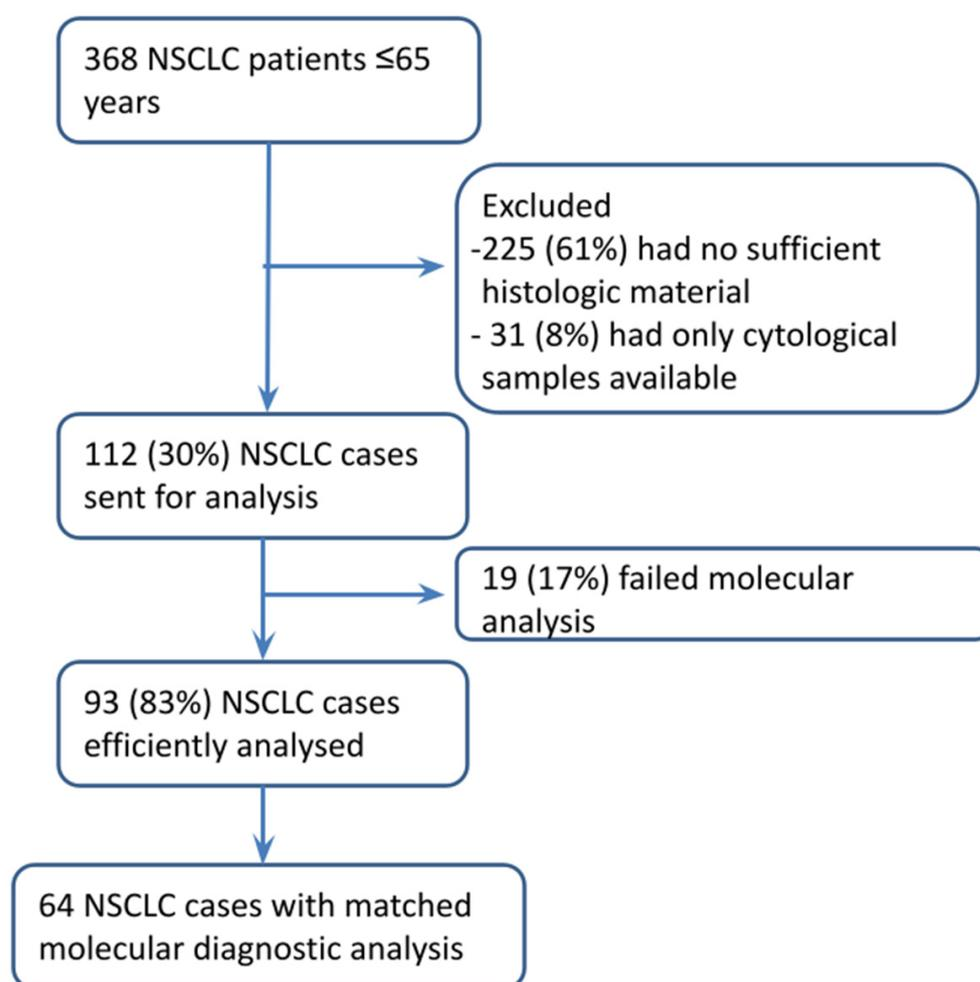 368 NSCLC patients ≤65
years
Excluded
-225 (61%) had no sufficient
histologic material
- 31 (8%) had only cytological
samples available
112 (30%) NSCLC cases
sent for analysis
19 (17%) failed molecular
analysis
93 (83%) NSCLC cases
efficiently analysed
64 NSCLC cases with matched
molecular diagnostic analysis